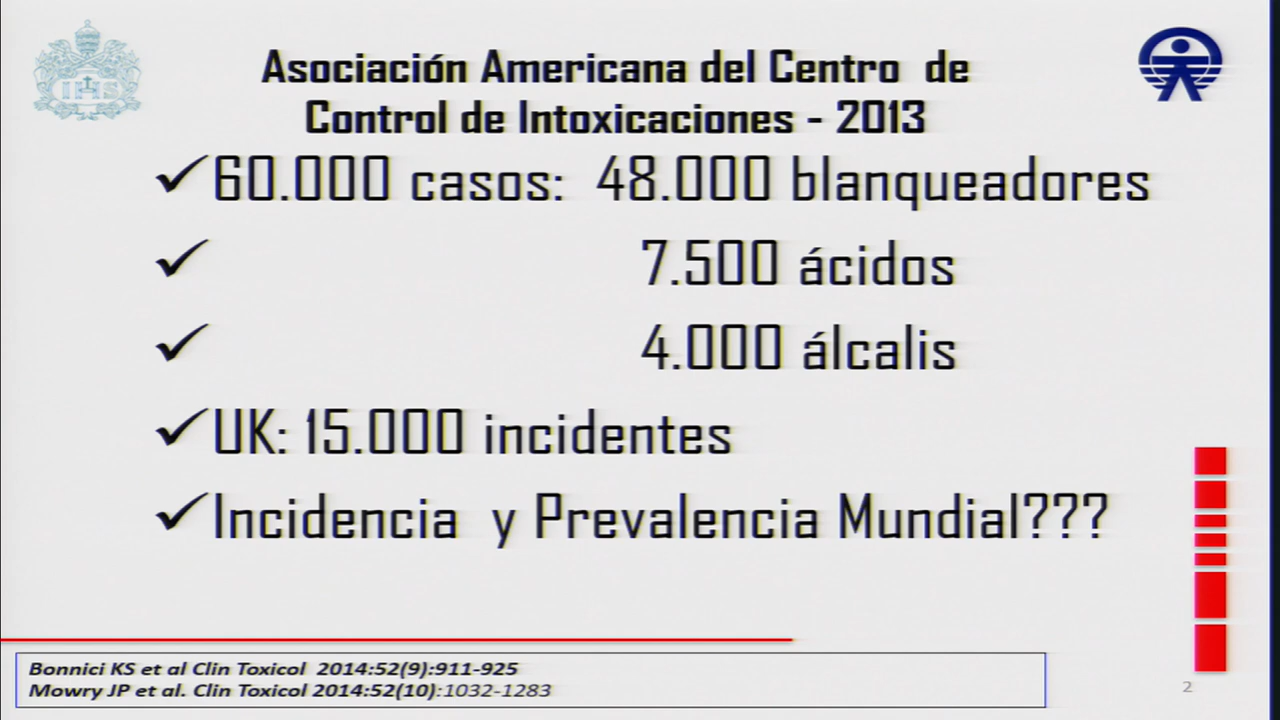 IHS
Asociación Americana del Centro de
Control de Intoxicaciones - 2013
✓60.000 casos: 48.000 blanqueadores
✓ 7.500 ácidos
✓ 4.000 álcalis
✓UK: 15.000 incidentes
✓Incidencia y Prevalencia Mundial???
Bonnici KS et al Clin Toxicol 2014:52(9):911-925
Mowry JP et al. Clin Toxicol 2014:52(10):1032-1283
2